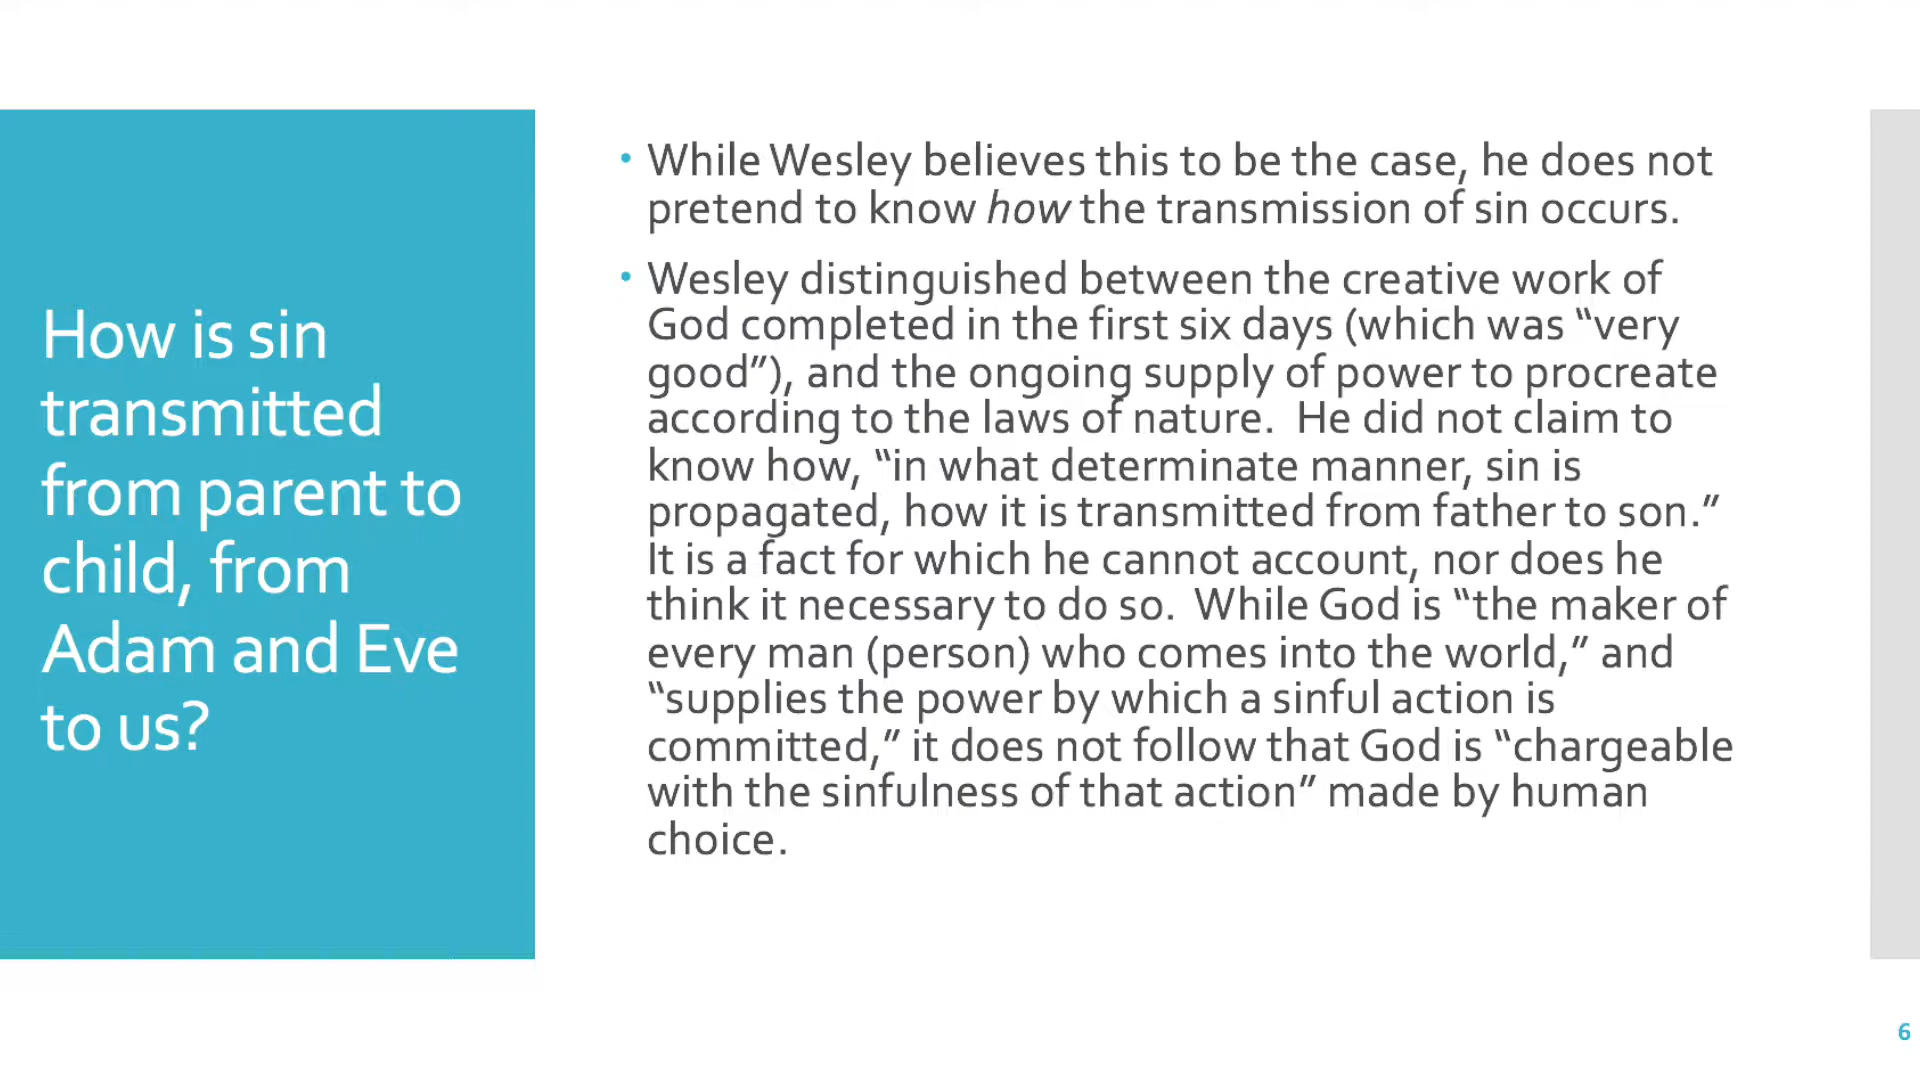 How is sin
transmitted
from parent to
child, from
Adam and Eve
to us?
• While Wesley believes this to be the case, he does not
pretend to know how the transmission of sin occurs.
• Wesley distinguished between the creative work of
God completed in the first six days (which was “very
good”), and the ongoing supply of power to procreate
according to the laws of nature.  He did not claim to
know how, “in what determinate manner, sin is
propagated, how it is transmitted from father to son.”
It is a fact for which he cannot account, nor does he
think it necessary to do so.  While God is “the maker of
every man (person) who comes into the world,” and
“supplies the power by which a sinful action is
committed,” it does not follow that God is “chargeable
with the sinfulness of that action” made by human
choice.
6